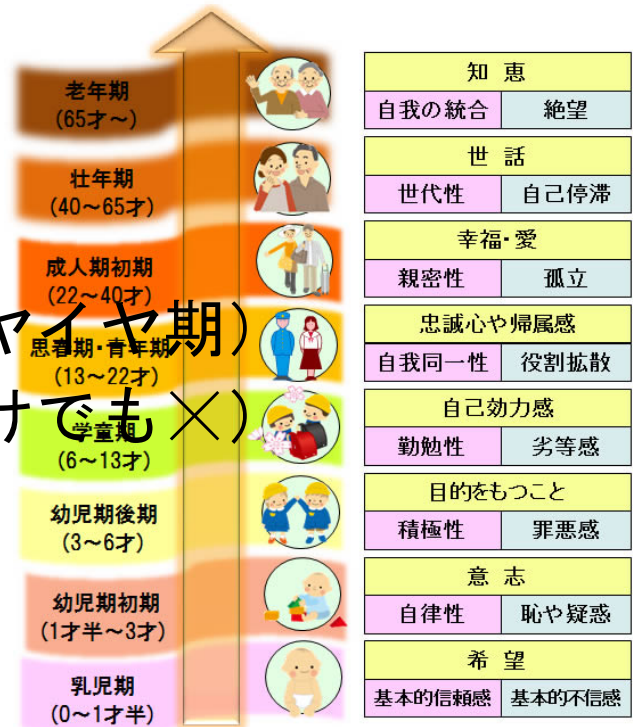 老年期
(65才～)
知 恵
自我の統合 絶望
壮年期
(40～65才)
世 話
世代性 自己停滞
成人期初期
(22～40才)
幸福・愛
親密性 孤立
ヤイヤ期)
思春期・青年期
(13～22才)
忠誠心や帰属感
自我同一性 役割拡散
けでも×)
学童期
(6～13才)
自己効力感
勤勉性 劣等感
幼児期後期
(3～6才)
目的をもつこと
積極性 罪悪感
幼児期初期
(1才半～3才)
意 志
自律性 恥や疑惑
乳児期
(0～1才半)
希 望
基本的信頼感 基本的不信感